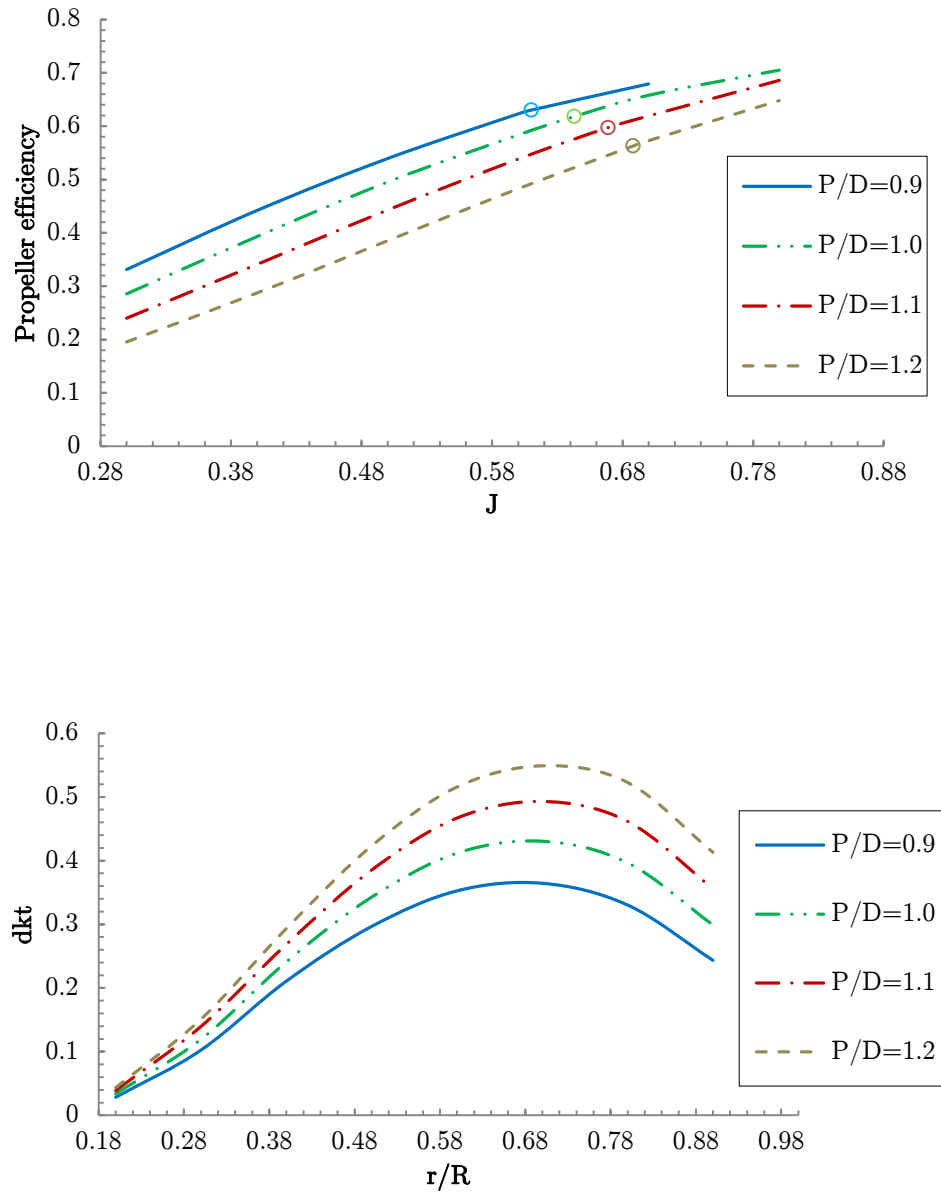 0.8
0.7
0.6
0.5
0.4
0.3
0.2
0.1
0
Propeller efficiency
0.28 0.38 0.48 0.58 0.68 0.78 0.88
J
P/D=0.9
P/D=1.0
P/D=1.1
P/D=1.2
0.6
0.5
0.4
0.3
0.2
0.1
0
dkt
0.18 0.28 0.38 0.48 0.58 0.68 0.78 0.88 0.98
r/R
P/D=0.9
P/D=1.0
P/D=1.1
P/D=1.2